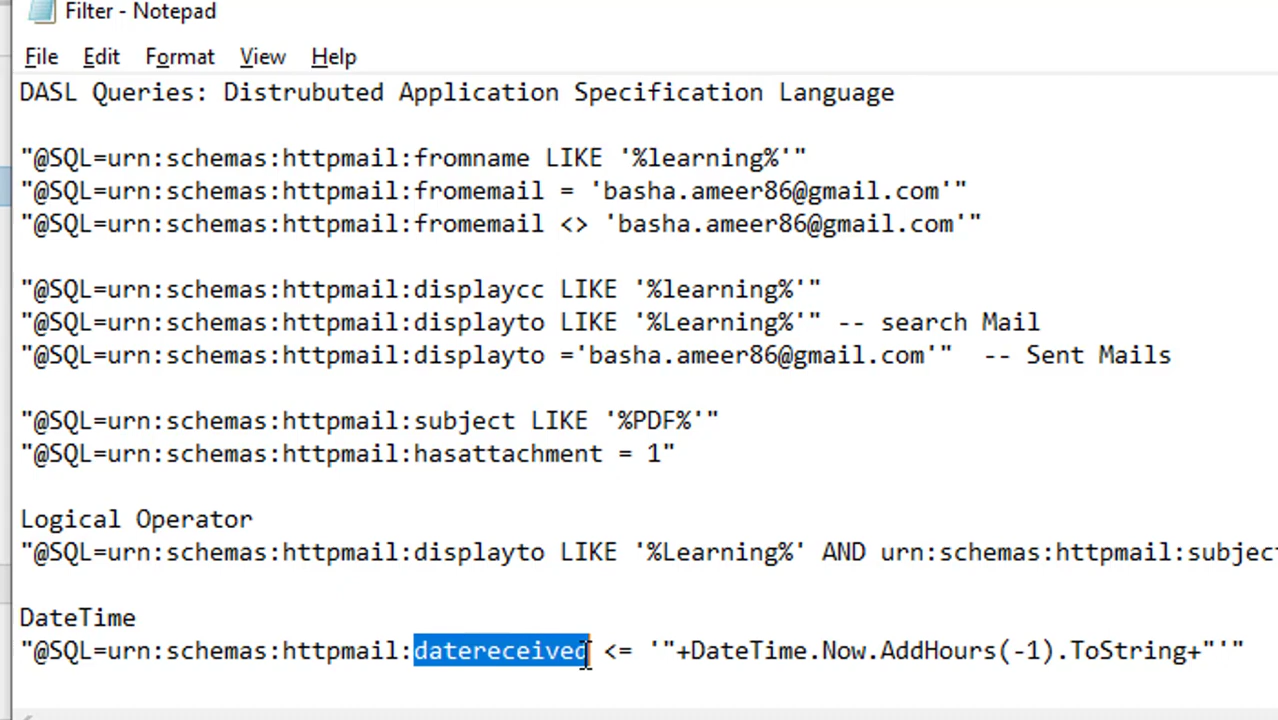 Filter - Notepad
File Edit Format View Help
DASL Queries: Distrubuted Application Specification Language
"@SQL=urn:schemas:httpmail:fromname LIKE '%learning%'"
"@SQL=urn:schemas:httpmail:fromemail = 'basha.ameer86@gmail.com'"
"@SQL=urn:schemas:httpmail:fromemail <> 'basha.ameer86@gmail.com'"
"@SQL=urn:schemas:httpmail:displaycc LIKE '%learning%'"
"@SQL=urn:schemas:httpmail:displayto LIKE '%Learning%'" -- search Mail
"@SQL=urn:schemas:httpmail:displayto ='basha.ameer86@gmail.com'"  -- Sent Mails
"@SQL=urn:schemas:httpmail:subject LIKE '%PDF%'"
"@SQL=urn:schemas:httpmail:hasattachment = 1"
Logical Operator
"@SQL=urn:schemas:httpmail:displayto LIKE '%Learning%' AND urn:schemas:httpmail:subject
DateTime
"@SQL=urn:schemas:httpmail:datereceived <= '"+DateTime.Now.AddHours(-1).ToString+"'"